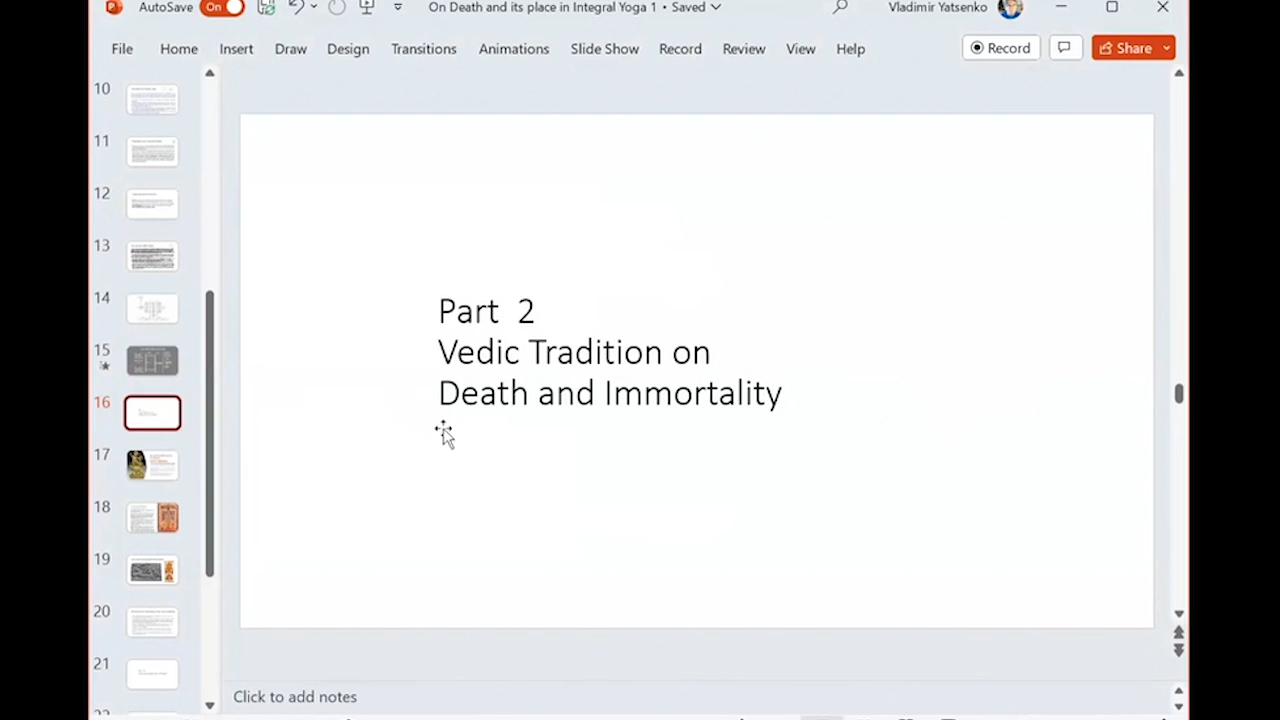 AutoSave On On Death and its place in Integral Yoga 1 • Saved Vladimir Yatsenko
File Home Insert Draw Design Transitions Animations Slide Show Record Review View Help Record Share
10
11
12
13
14
15
16
17
18
19
20
21
Part 2
Vedic Tradition on
Death and Immortality
Click to add notes